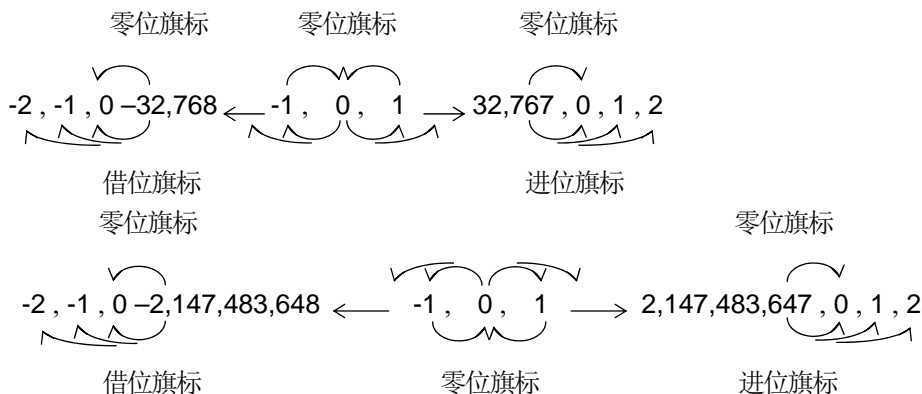 零位旗标 零位旗标 零位旗标
-2 , -1 , 0 –32,768 -1 , 0 , 1 32,767 , 0 , 1 , 2
借位旗标 进位旗标
零位旗标 零位旗标
-2 , -1 , 0 –2,147,483,648 -1 , 0 , 1 2,147,483,647 , 0 , 1 , 2
借位旗标 零位旗标 进位旗标